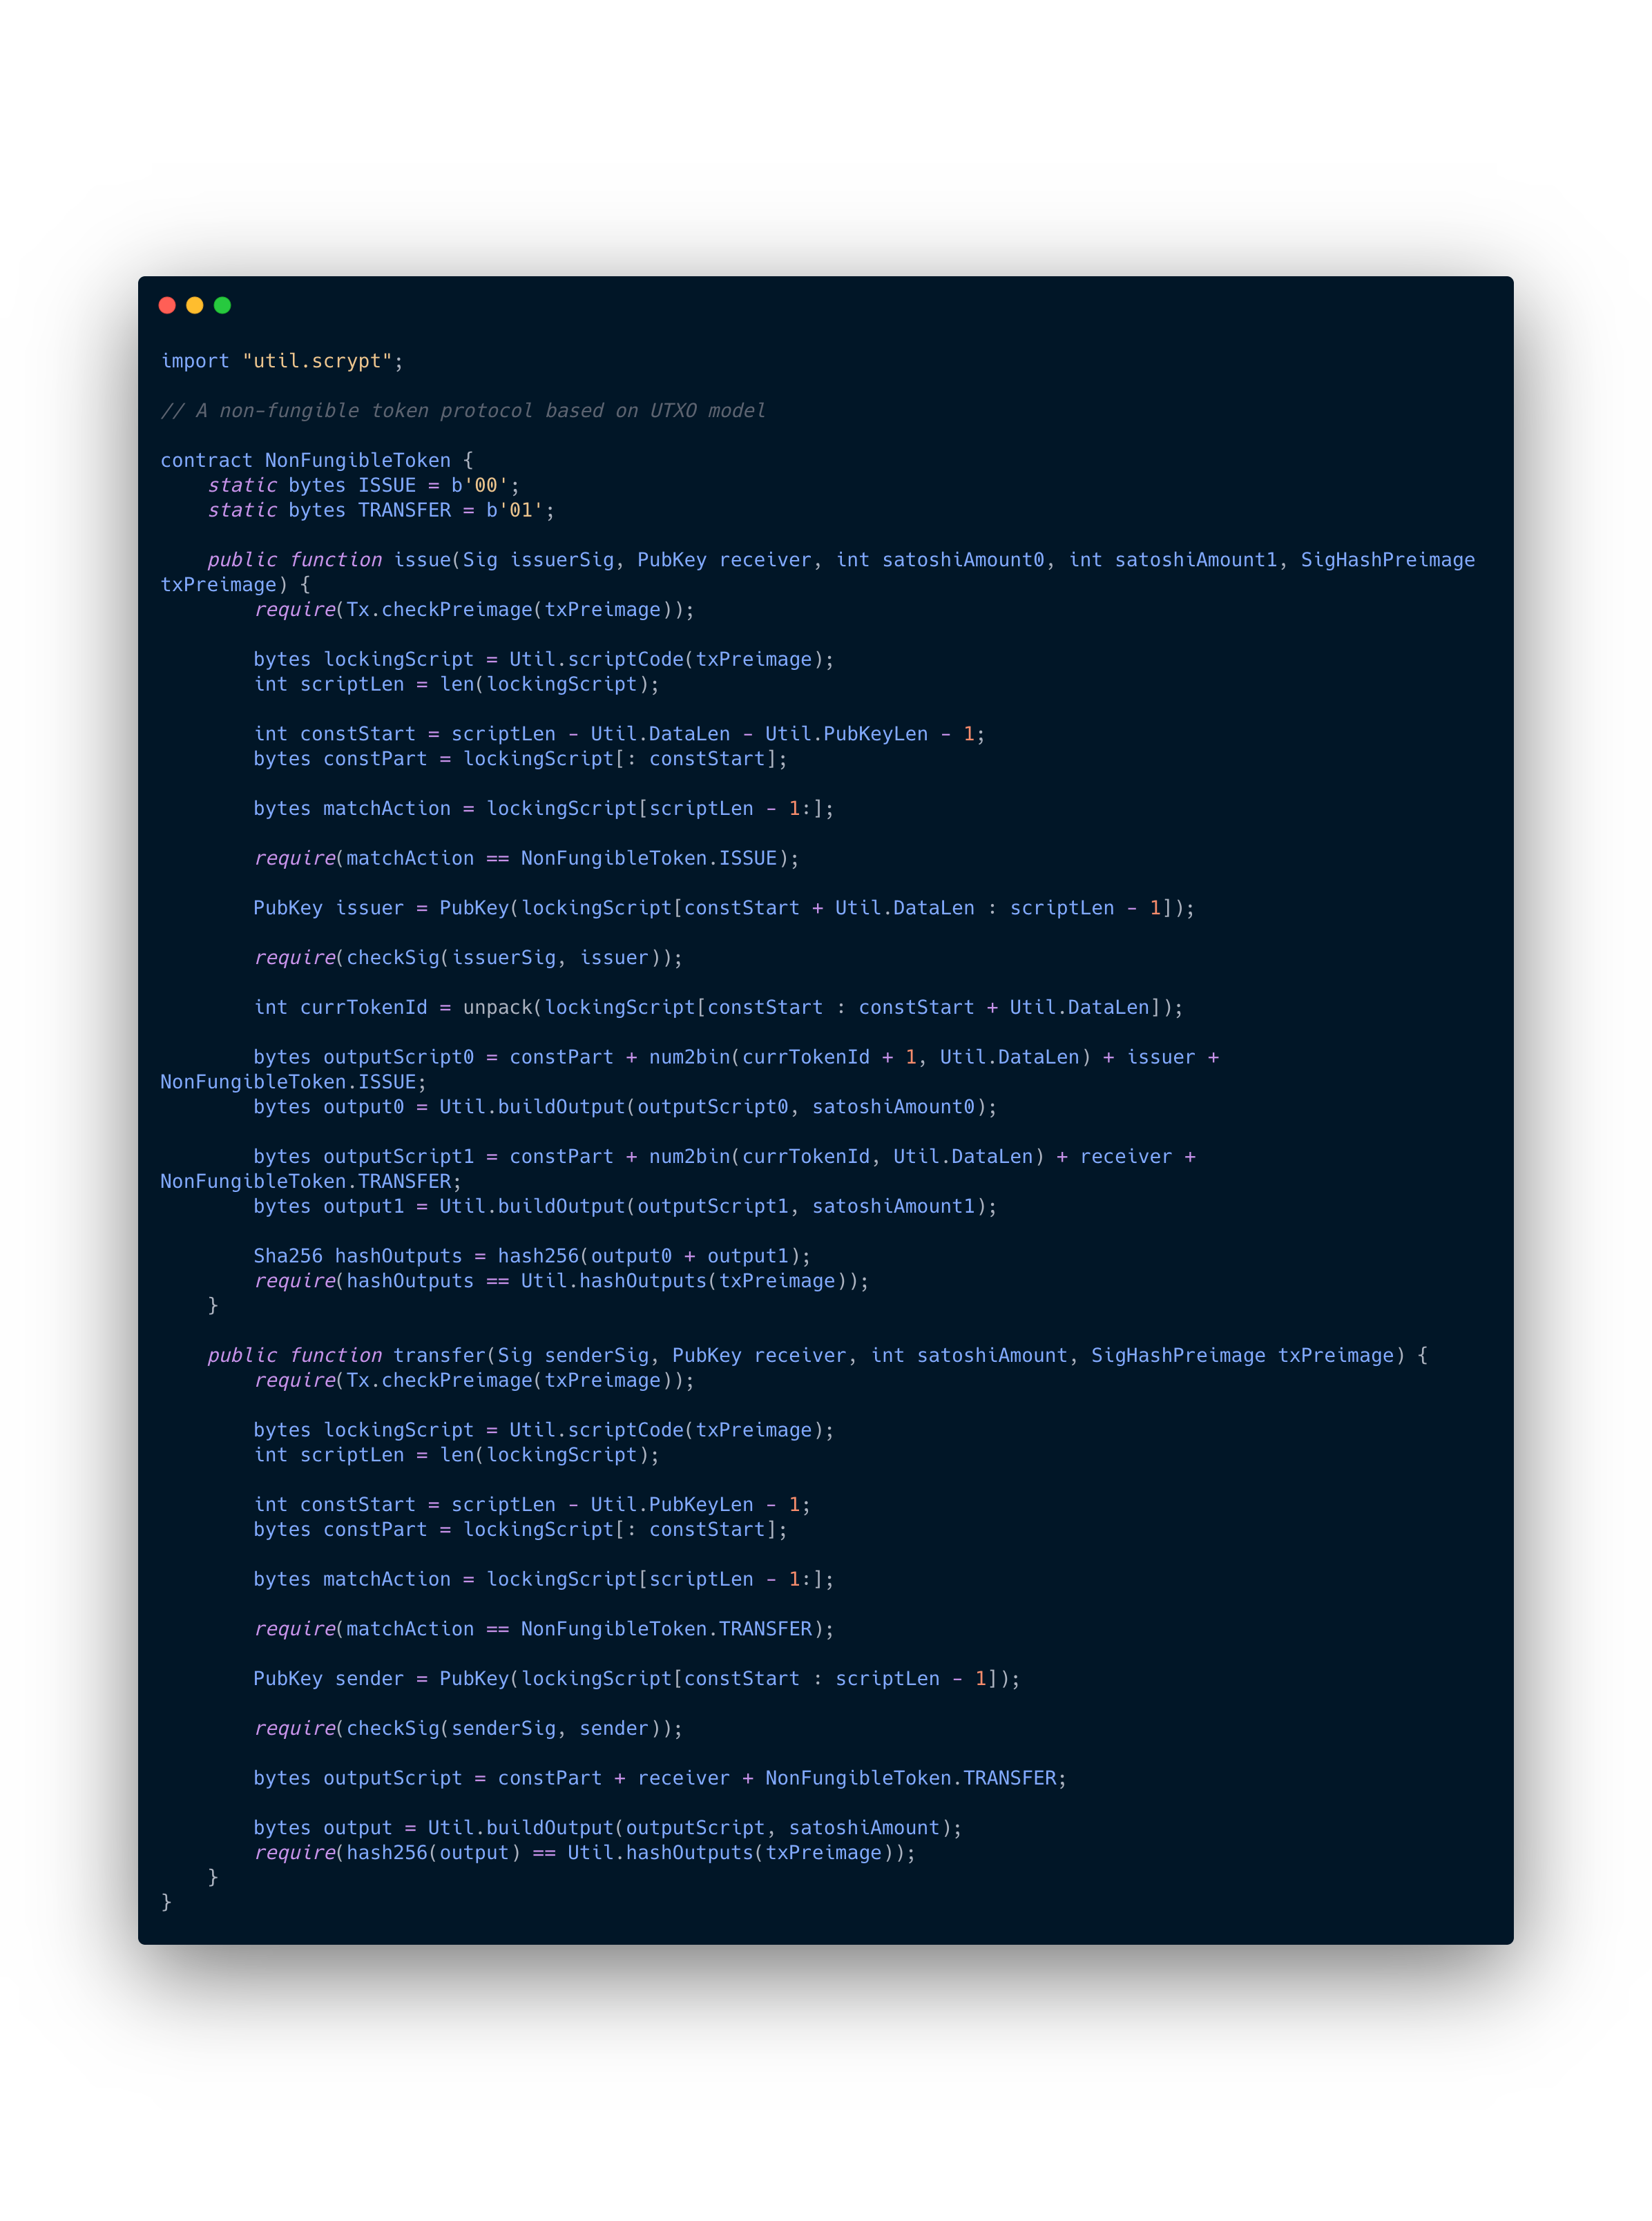 import "util.scrypt";

// A non-fungible token protocol based on UTXO model

contract NonFungibleToken {
    static bytes ISSUE = b'00';
    static bytes TRANSFER = b'01';

    public function issue(Sig issuerSig, PubKey receiver, int satoshiAmount0, int satoshiAmount1, SigHashPreimage
txPreimage) {
        require(Tx.checkPreimage(txPreimage));

        bytes lockingScript = Util.scriptCode(txPreimage);
        int scriptLen = len(lockingScript);

        int constStart = scriptLen - Util.DataLen - Util.PubKeyLen - 1;
        bytes constPart = lockingScript[: constStart];

        bytes matchAction = lockingScript[scriptLen - 1:];

        require(matchAction == NonFungibleToken.ISSUE);

        PubKey issuer = PubKey(lockingScript[constStart + Util.DataLen : scriptLen - 1]);

        require(checkSig(issuerSig, issuer));

        int currTokenId = unpack(lockingScript[constStart : constStart + Util.DataLen]);

        bytes outputScript0 = constPart + num2bin(currTokenId + 1, Util.DataLen) + issuer +
NonFungibleToken.ISSUE;
        bytes output0 = Util.buildOutput(outputScript0, satoshiAmount0);

        bytes outputScript1 = constPart + num2bin(currTokenId, Util.DataLen) + receiver +
NonFungibleToken.TRANSFER;
        bytes output1 = Util.buildOutput(outputScript1, satoshiAmount1);

        Sha256 hashOutputs = hash256(output0 + output1);
        require(hashOutputs == Util.hashOutputs(txPreimage));
    }

    public function transfer(Sig senderSig, PubKey receiver, int satoshiAmount, SigHashPreimage txPreimage) {
        require(Tx.checkPreimage(txPreimage));

        bytes lockingScript = Util.scriptCode(txPreimage);
        int scriptLen = len(lockingScript);

        int constStart = scriptLen - Util.PubKeyLen - 1;
        bytes constPart = lockingScript[: constStart];

        bytes matchAction = lockingScript[scriptLen - 1:];

        require(matchAction == NonFungibleToken.TRANSFER);

        PubKey sender = PubKey(lockingScript[constStart : scriptLen - 1]);

        require(checkSig(senderSig, sender));

        bytes outputScript = constPart + receiver + NonFungibleToken.TRANSFER;

        bytes output = Util.buildOutput(outputScript, satoshiAmount);
        require(hash256(output) == Util.hashOutputs(txPreimage));
    }
}